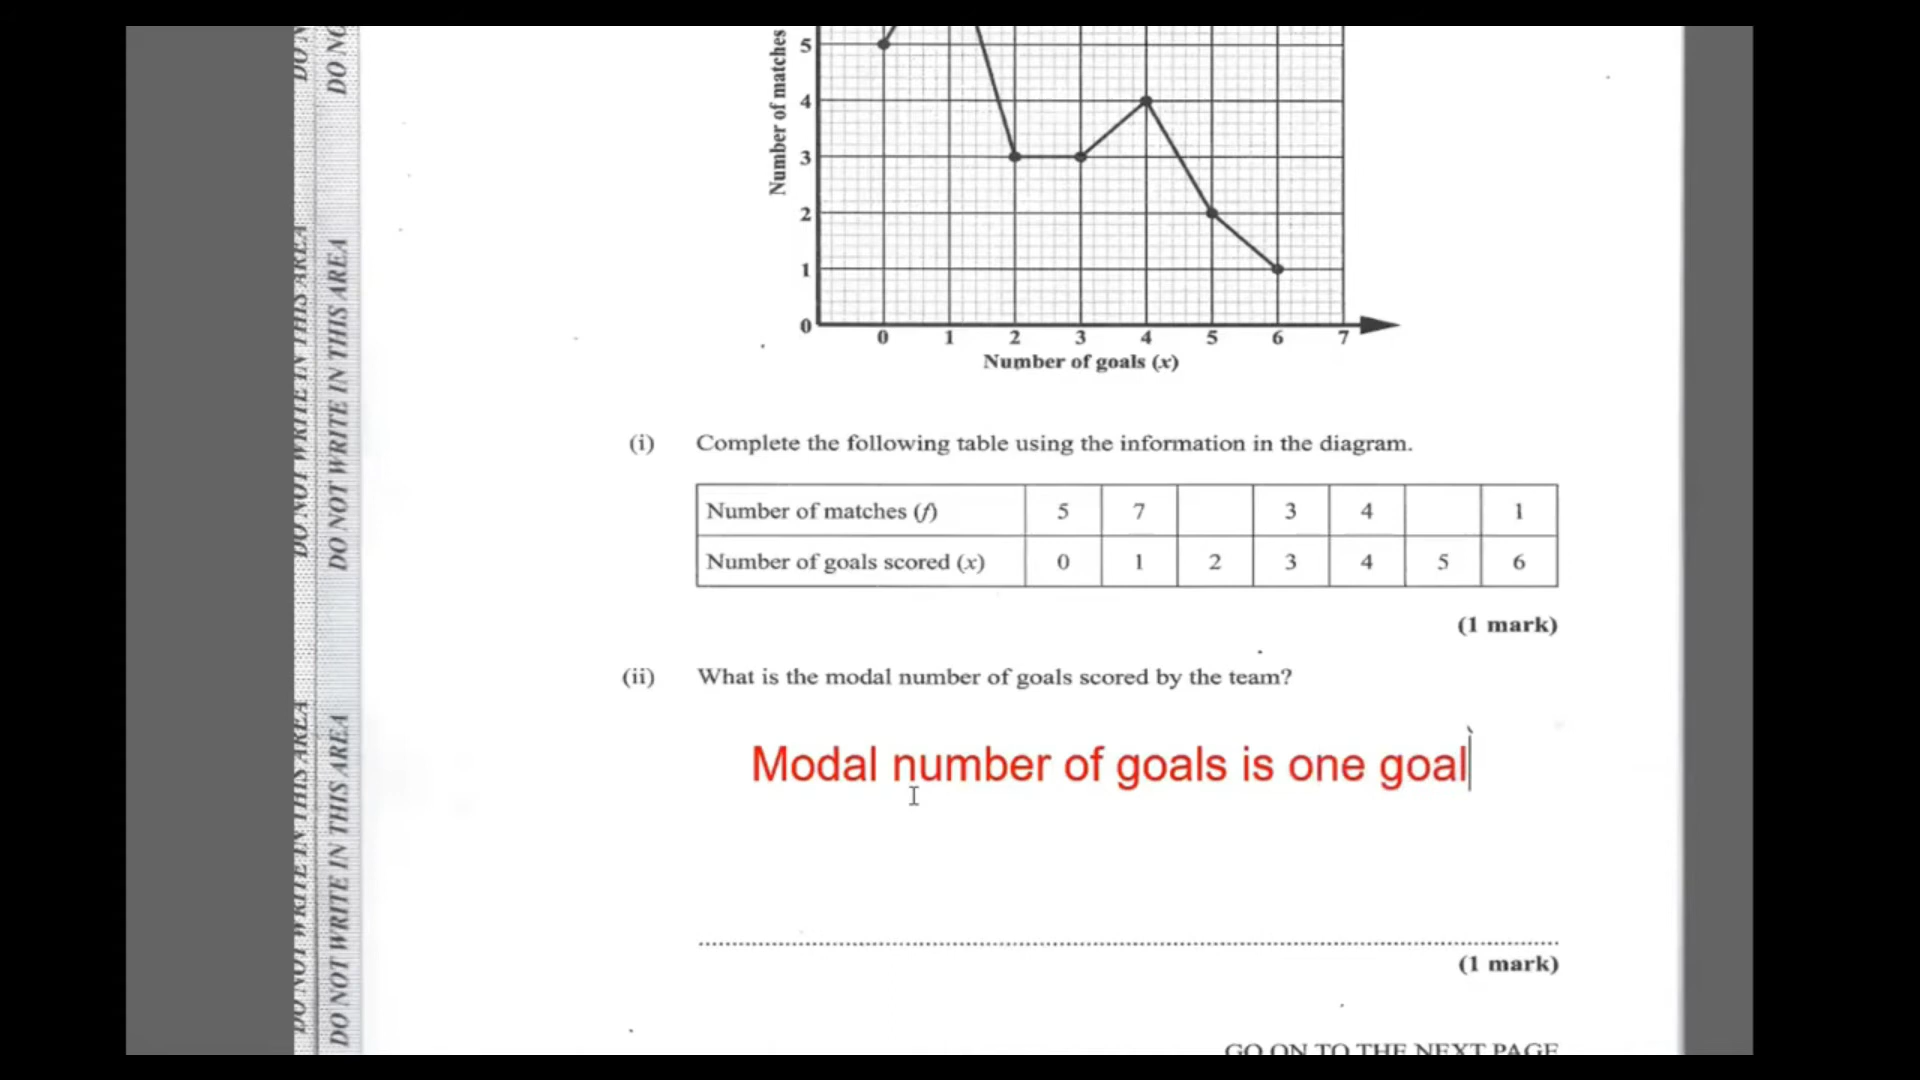 DO NOT WRITE IN THIS AREA
DO NOT WRITE IN THIS AREA
DO NOT WRITE IN THIS AREA
DO NOT WRITE IN THIS AREA
Number of matches
5
4
3
2
1
0
0 1 2 3 4 5 6 7
Number of goals (x)
(i) Complete the following table using the information in the diagram.
Number of matches (f) 5 7 3 4 1
Number of goals scored (x) 0 1 2 3 4 5 6
(1 mark)
(ii) What is the modal number of goals scored by the team?
Modal number of goals is one goal
(1 mark)
GO ON TO THE NEXT PAGE